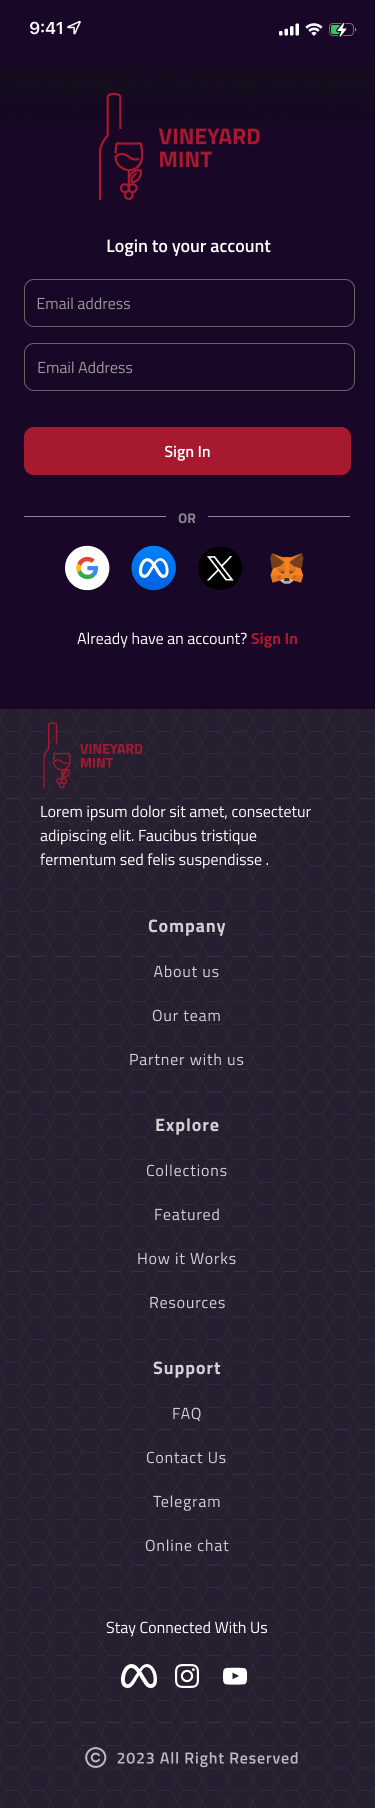 9:41
VINEYARD
MINT
Login to your account
Email address
Email Address
Sign In
OR
Already have an account? Sign In
VINEYARD
MINT
Lorem ipsum dolor sit amet, consectetur
adipiscing elit. Faucibus tristique
fermentum sed felis suspendisse .
Company
About us
Our team
Partner with us
Explore
Collections
Featured
How it Works
Resources
Support
FAQ
Contact Us
Telegram
Online chat
Stay Connected With Us
© 2023 All Right Reserved